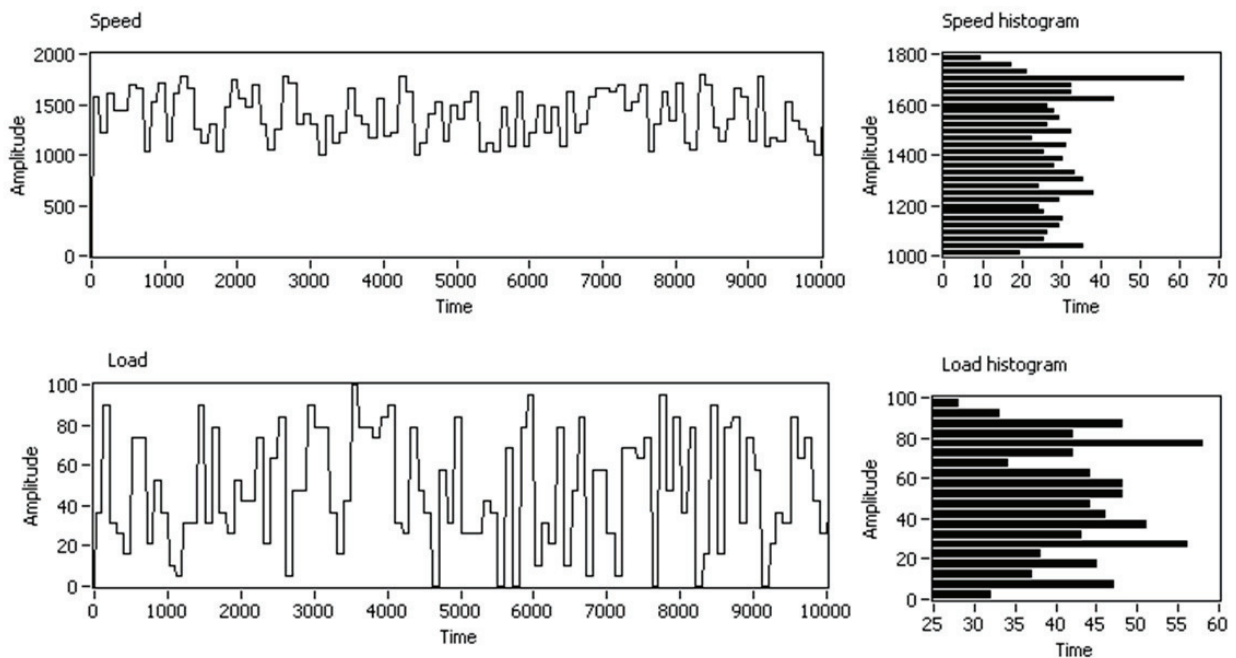 Speed
Amplitude
2000
1500
1000
500
0
0 1000 2000 3000 4000 5000 6000 7000 8000 9000 10000
Time
Speed histogram
Amplitude
1800
1600
1400
1200
1000
0 10 20 30 40 50 60 70
Time
Load
Amplitude
100
80
60
40
20
0
0 1000 2000 3000 4000 5000 6000 7000 8000 9000 10000
Time
Load histogram
Amplitude
100
80
60
40
20
0
25 30 35 40 45 50 55 60
Time